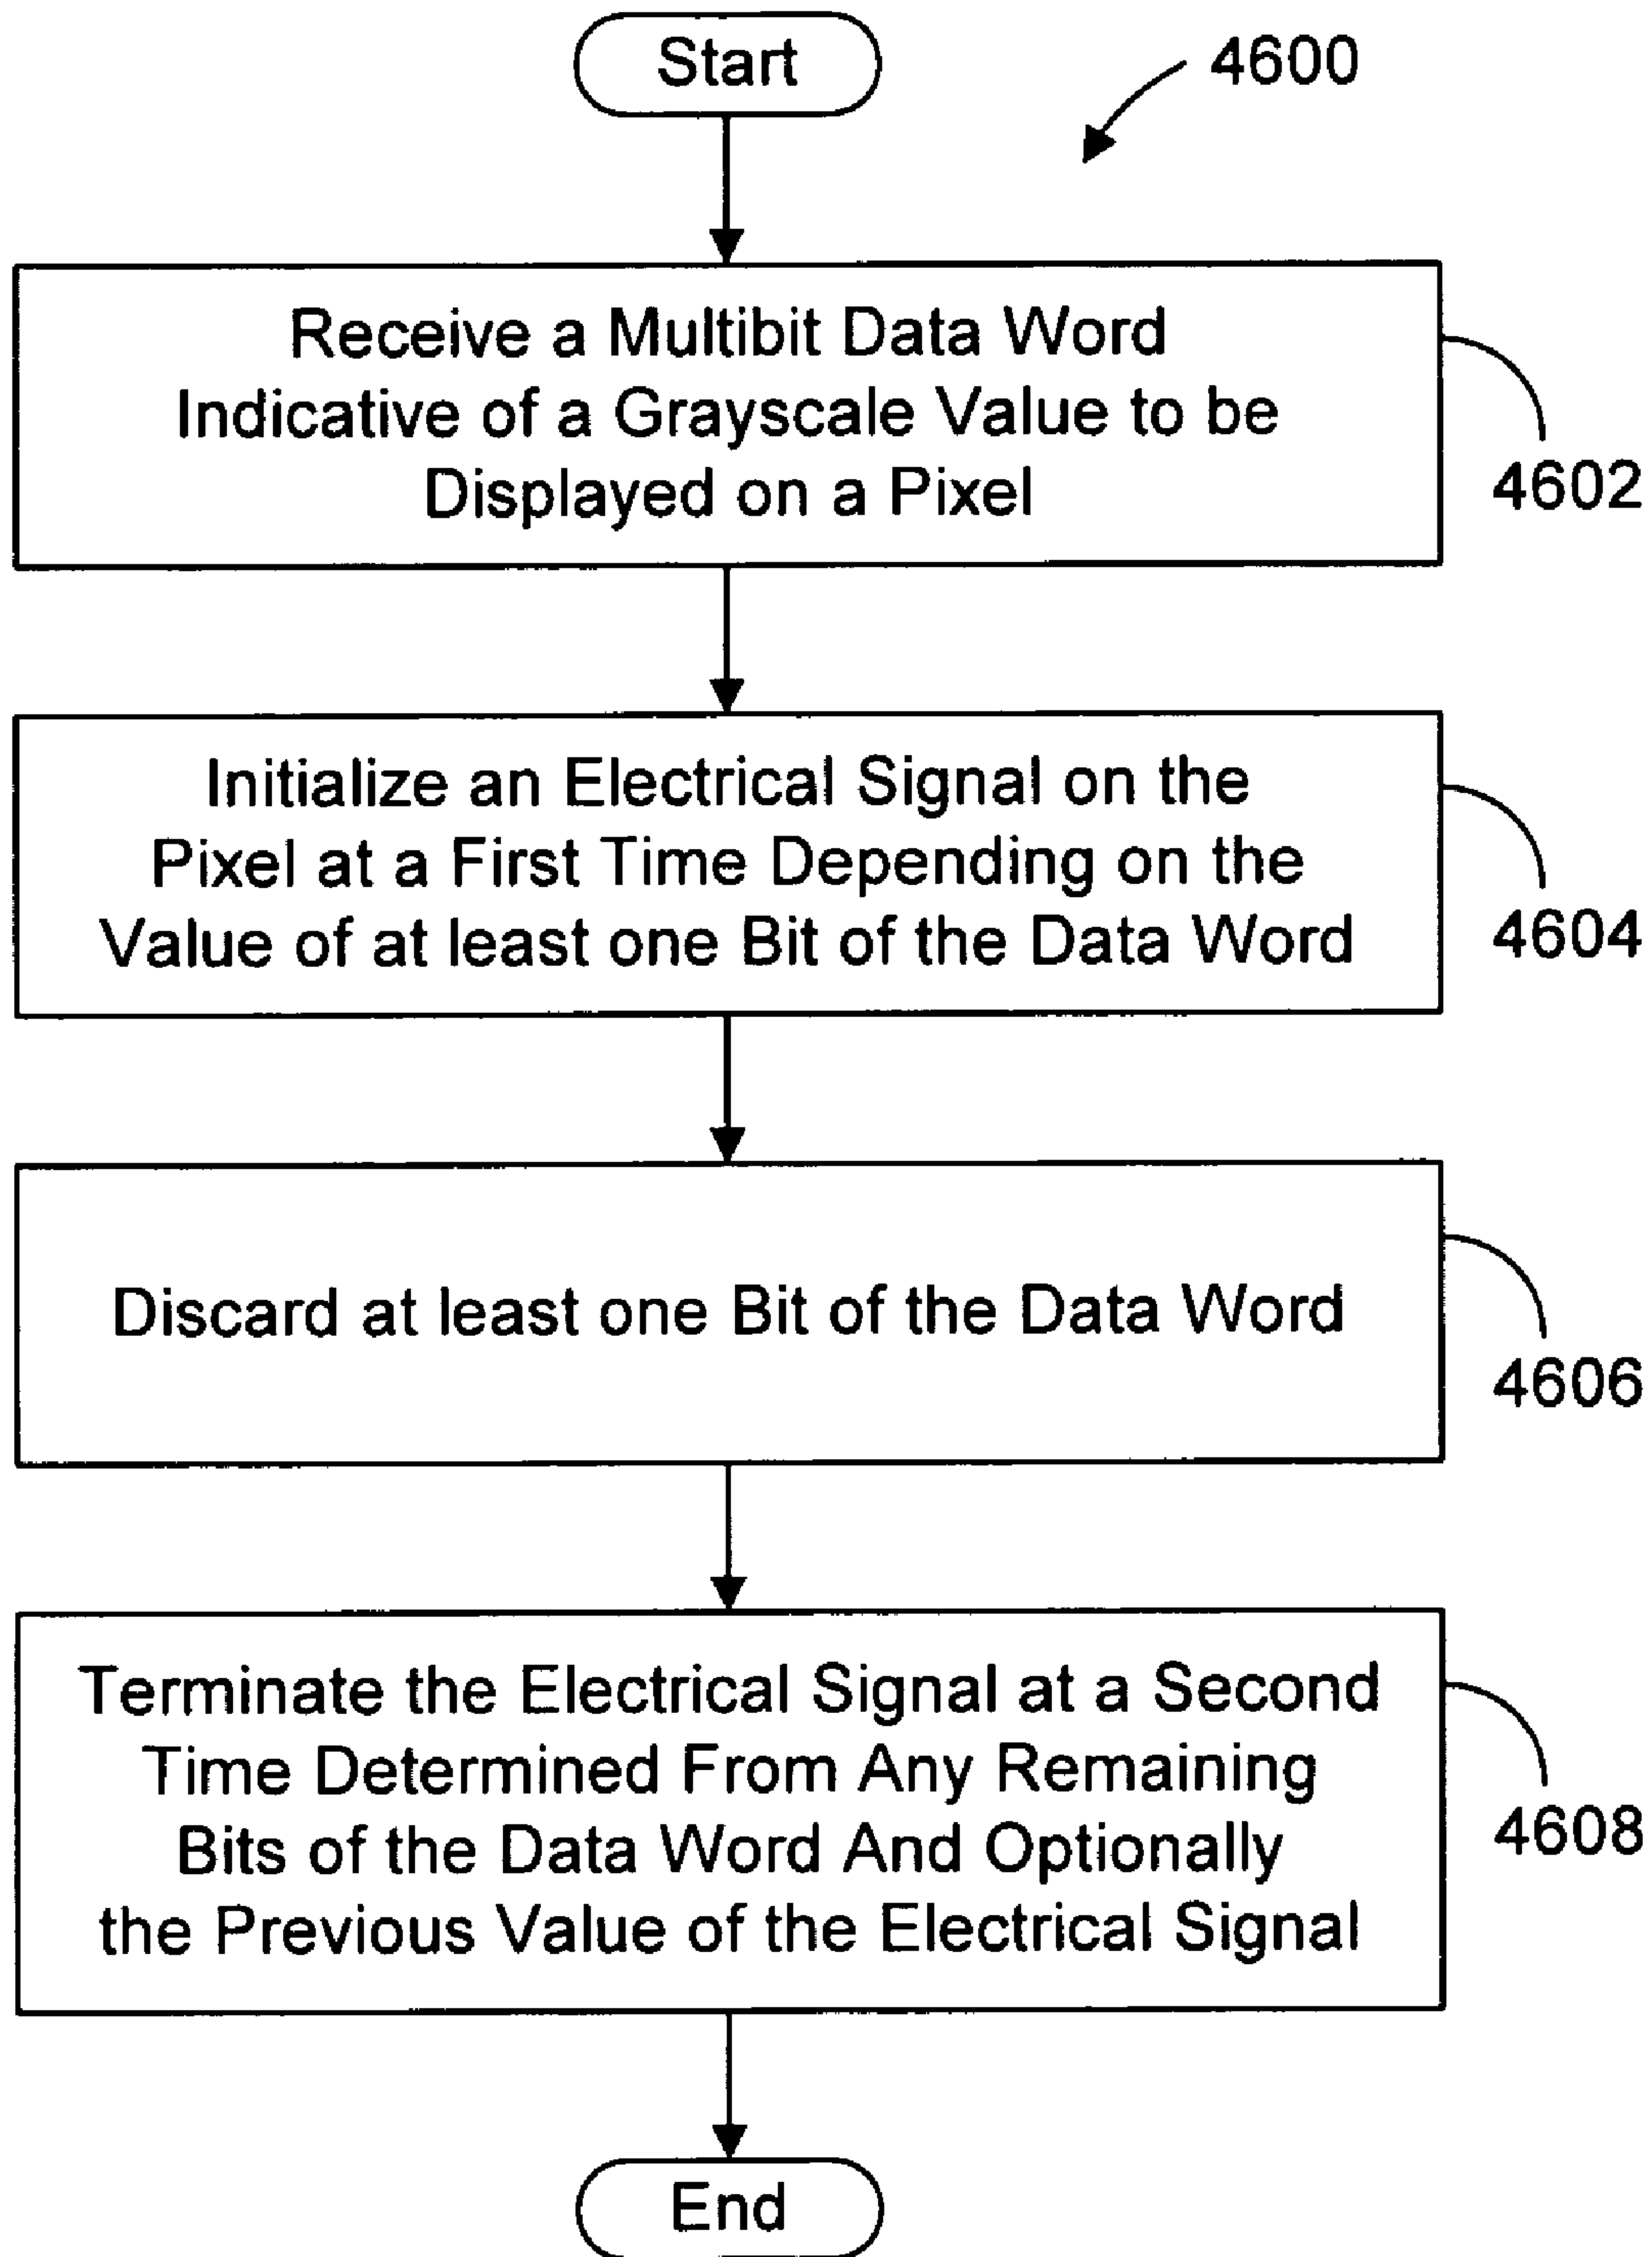 Start
4600
Receive a Multibit Data Word
Indicative of a Grayscale Value to be
Displayed on a Pixel
4602
Initialize an Electrical Signal on the
Pixel at a First Time Depending on the
Value of at least one Bit of the Data Word
4604
Discard at least one Bit of the Data Word
4606
Terminate the Electrical Signal at a Second
Time Determined From Any Remaining
Bits of the Data Word And Optionally
the Previous Value of the Electrical Signal
4608
End